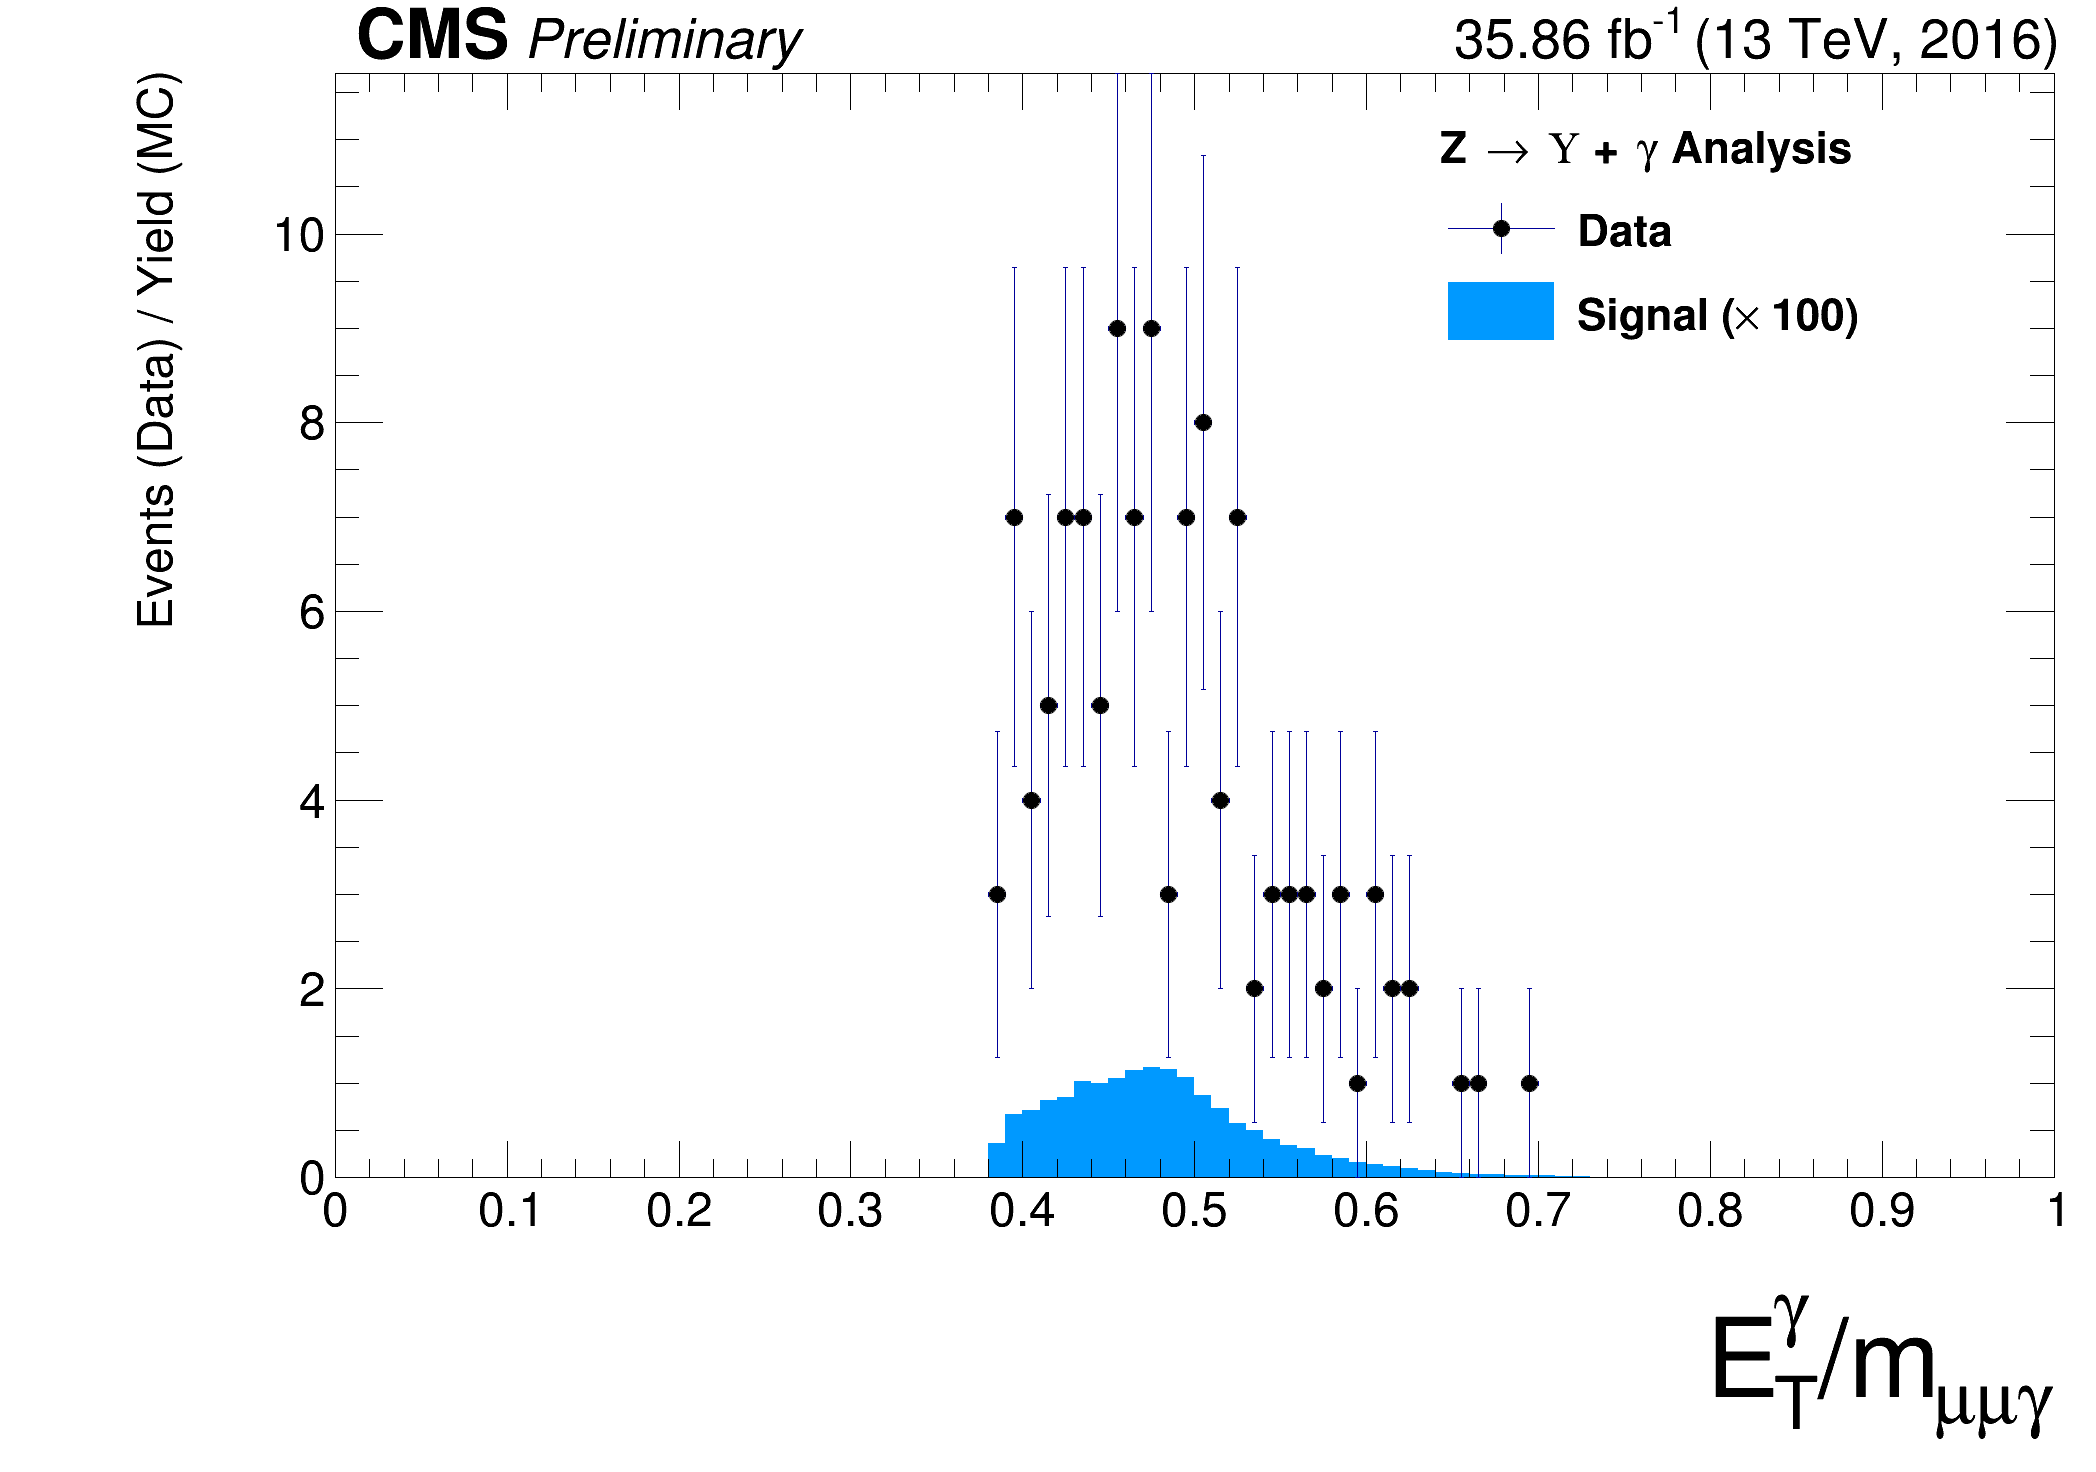 CMS Preliminary
35.86 fb⁻¹ (13 TeV, 2016)
Events (Data) / Yield (MC)
Z → ϒ + γ Analysis
Data
Signal (× 100)
10
8
6
4
2
0
0 0.1 0.2 0.3 0.4 0.5 0.6 0.7 0.8 0.9 1
E_T^γ/m_μμγ